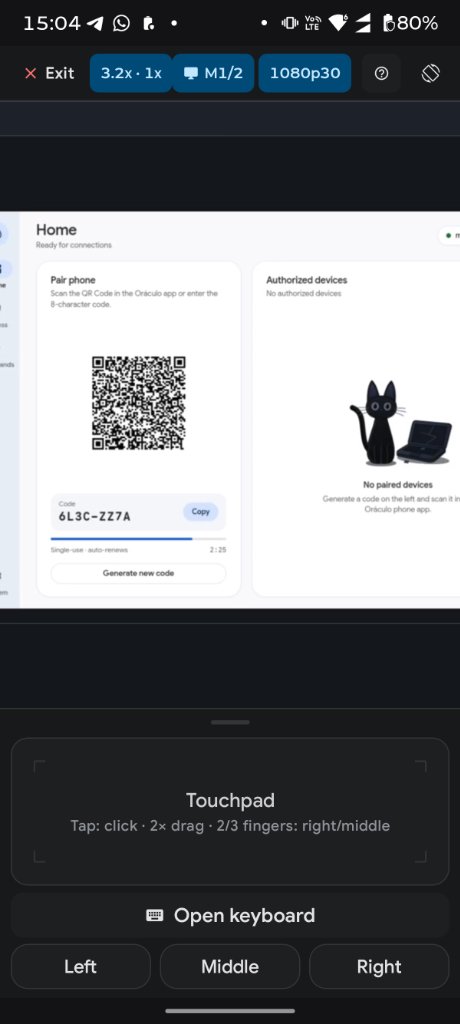 15:04
Vo) LTE
80%
Exit
3.2x · 1x
M1/2
1080p30
Home
Ready for connections
Pair phone
Scan the QR Code in the Oráculo app or enter the
8-character code.
Code
6L3C-ZZ7A
Copy
Single-use · auto-renews
2:25
Generate new code
Authorized devices
No authorized devices
No paired devices
Generate a code on the left and scan it in
Oráculo phone app.
Touchpad
Tap: click · 2× drag · 2/3 fingers: right/middle
Open keyboard
Left
Middle
Right